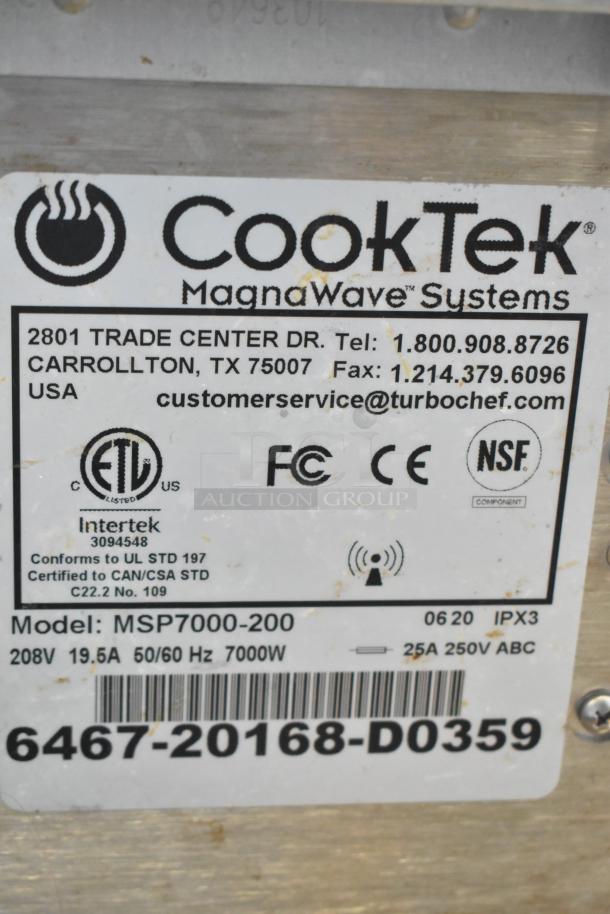 CookTek®
MagnaWave™ Systems
2801 TRADE CENTER DR. Tel: 1.800.908.8726
CARROLLTON, TX 75007 Fax: 1.214.379.6096
USA customerservice@turbochef.com
ETL
C LISTED US
Intertek
3094548
Conforms to UL STD 197
Certified to CAN/CSA STD
C22.2 No. 109
FC CE
NSF®
COMPONENT
AUCTION GROUP
Model: MSP7000-200 06 20 IPX3
208V 19.5A 50/60 Hz 7000W 25A 250V ABC
6467-20168-D0359